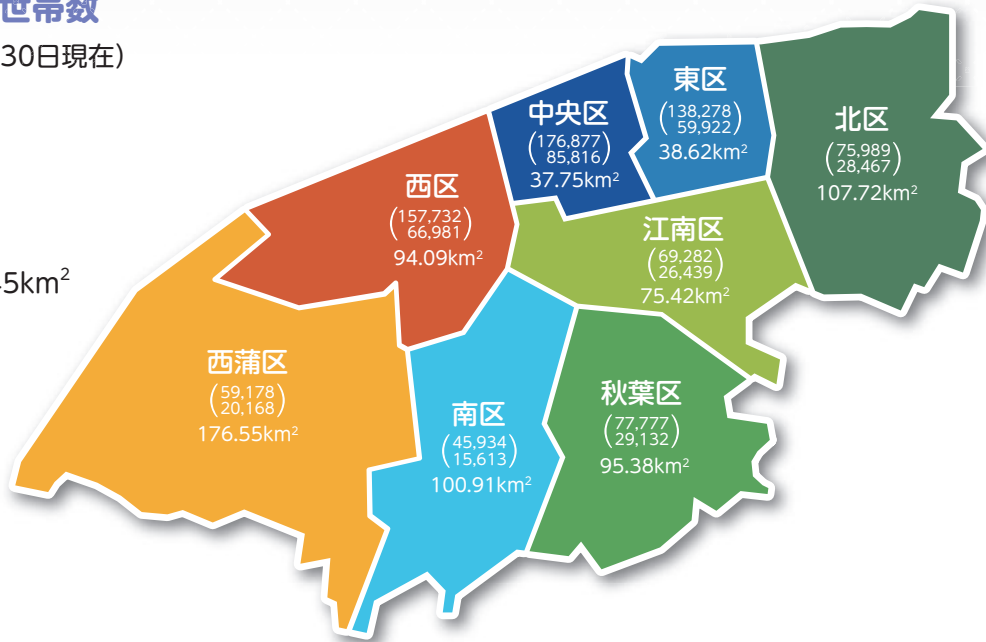 世帯数
30日現在）
5km²
中央区
(176,877
85,816)
37.75km²
東区
(138,278
59,922)
38.62km²
北区
(75,989
28,467)
107.72km²
西区
(157,732
66,981)
94.09km²
江南区
(69,282
26,439)
75.42km²
西蒲区
(59,178
20,168)
176.55km²
南区
(45,934
15,613)
100.91km²
秋葉区
(77,777
29,132)
95.38km²